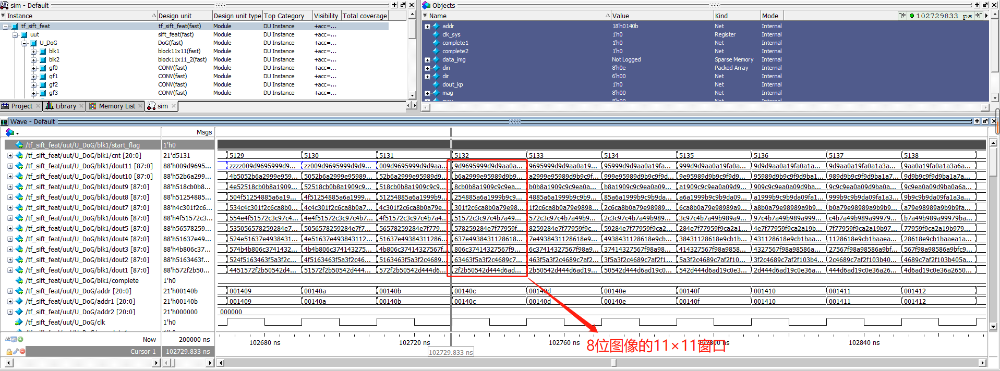 sim - Default
Instance Design unit Design unit type Top Category Visibility Total coverage
tf_sift_feat tf_sift_feat(fast) Module DU Instance +acc=...
uut sift_feat(fast) Module DU Instance +acc=...
U_DoG DoG(fast) Module DU Instance +acc=...
blk1 block11x11(fast) Module DU Instance +acc=...
blk2 block11x11_2(fast) Module DU Instance +acc=...
gf0 CONV(fast) Module DU Instance +acc=...
gf1 CONV(fast) Module DU Instance +acc=...
gf2 CONV(fast) Module DU Instance +acc=...
gf3 CONV(fast) Module DU Instance +acc=...
Project Library Memory List sim
Objects
Name Value Kind Mode 102729833 ps
addr 18'h0140b Net Internal
clk_sys 1'h0 Register Internal
complete1 1'h0 Net Internal
complete2 1'h0 Net Internal
data_img Not Logged Sparse Memory Internal
din 8'h0e Packed Array Internal
dir 6'h00 Net Internal
dout_kp 1'h0 Net Internal
mag 8'h00 Net Internal
Wave - Default
Msgs
/tf_sift_feat/uut/U_DoG/blk1/start_flag 1'h0
/tf_sift_feat/uut/U_DoG/blk1/cnt [20:0] 21'd5131 5129 5130 5131 5132 5133 5134 5135 5136 5137 5138
/tf_sift_feat/uut/U_DoG/blk1/dout11 [87:0] 88'h009d9695... zzzz009d9695999d9... zz009d9695999d9d9... 009d9695999d9d9aa... 9d9695999d9d9aa0a... 9695999d9d9aa0a19... 95999d9d9aa0a19fa... 999d9d9aa0a19fa0a... 9d9d9aa0a19fa0a1a... 9d9aa0a19fa0a1a3a... 9aa0a19fa0a1a3a6a...
/tf_sift_feat/uut/U_DoG/blk1/dout10 [87:0] 88'h52b6a299... 4b5052b6a2999e95... 5052b6a2999e95989... 52b6a2999e95989d... b6a2999e95989d9b9... a2999e95989d9b9c9f... 999e95989d9b9c9f9d... 9e95989d9b9c9f9d9... 95989d9b9c9f9d9ba1... 989d9b9c9f9d9ba1a7... 9d9b9c9f9d9ba1a7a...
/tf_sift_feat/uut/U_DoG/blk1/dout9 [87:0] 88'h518cb0b8... 4e52518cb0b8a1909... 52518cb0b8a1909c9... 518cb0b8a1909c9c9... 8cb0b8a1909c9c9ea... b0b8a1909c9c9ea0a... b8a1909c9c9ea0a09... a1909c9c9ea0a09d... 909c9c9ea0a09d9ba... 9c9c9ea0a09d9ba0a... 9c9ea0a09d9ba0a6a...
/tf_sift_feat/uut/U_DoG/blk1/dout8 [87:0] 88'h51254885... 504f51254885a6a19... 4f51254885a6a1999... 51254885a6a1999b9... 254885a6a1999b9c9... 4885a6a1999b9c9b9... 85a6a1999b9c9b9da... a6a1999b9c9b9da09... a1999b9c9b9da09fa1... 999b9c9b9da09fa1a3... 9b9c9b9da09fa1a3a...
/tf_sift_feat/uut/U_DoG/blk1/dout7 [87:0] 88'h4c301f2c6... 534c4c301f2c6ca8b... 4c4c301f2c6ca8b0a... 4c301f2c6ca8b0a79e... 301f2c6ca8b0a79e98... 1f2c6ca8b0a79e9898... 2c6ca8b0a79e98989... 6ca8b0a79e98989a9... a8b0a79e98989a9b9... b0a79e98989a9b9b9... a79e98989a9b9b9fa...
/tf_sift_feat/uut/U_DoG/blk1/dout6 [87:0] 88'h4f51572c3... 554e4f51572c3c97c4... 4e4f51572c3c97c4b7... 4f51572c3c97c4b7a4... 51572c3c97c4b7a49... 572c3c97c4b7a49b9... 2c3c97c4b7a49b989... 3c97c4b7a49b989a9... 97c4b7a49b989a999... c4b7a49b989a99979... b7a49b989a99979ba...
/tf_sift_feat/uut/U_DoG/blk1/dout5 [87:0] 88'h56578259... 535056578259284e7... 5056578259284e7f7... 56578259284e7f779... 578259284e7f77959f... 8259284e7f77959f9c... 59284e7f77959f9ca2... 284e7f77959f9ca2a1... 4e7f77959f9ca2a19b... 7f77959f9ca2a19b97... 77959f9ca2a19b979...
/tf_sift_feat/uut/U_DoG/blk1/dout4 [87:0] 88'h51637e49... 524e51637e4938431... 4e51637e493843112... 51637e49384311286... 637e4938431128618... 7e4938431128618e9... 4938431128618e9cb... 38431128618e9cb1b... 431128618e9cb1baa... 1128618e9cb1baaea... 28618e9cb1baaea1a...
/tf_sift_feat/uut/U_DoG/blk1/dout3 [87:0] 88'h4b806c37... 574b4b806c3741432... 4b4b806c374143275... 4b806c37414327567f... 806c37414327567f9... 6c37414327567f98a9... 37414327567f98a98... 414327567f98a9858... 4327567f98a98586a... 27567f98a98586a9bf... 567f98a98586a9bfc9...
/tf_sift_feat/uut/U_DoG/blk1/dout2 [87:0] 88'h5163463f... 524f5163463f5a3f2c... 4f5163463f5a3f2c46... 5163463f5a3f2c4689... 63463f5a3f2c4689c7... 463f5a3f2c4689c7af2... 3f5a3f2c4689c7af2f1... 5a3f2c4689c7af2f10... 3f2c4689c7af2f103b4... 2c4689c7af2f103b40... 4689c7af2f103b405a...
/tf_sift_feat/uut/U_DoG/blk1/dout1 [87:0] 88'h572f2b50... 4451572f2b50542d4... 51572f2b50542d444... 572f2b50542d444d6... 2f2b50542d444d6ad... 2b50542d444d6ad19... 50542d444d6ad19c0... 542d444d6ad19c0e3... 2d444d6ad19c0e36a... 444d6ad19c0e36a26... 4d6ad19c0e36a2650...
/tf_sift_feat/uut/U_DoG/blk1/complete 1'h0
/tf_sift_feat/uut/U_DoG/addr [20:0] 21'h00140b 001409 00140a 00140b 00140c 00140d 00140e 00140f 001410 001411 001412
/tf_sift_feat/uut/U_DoG/addr1 [20:0] 21'h00140b 001409 00140a 00140b 00140c 00140d 00140e 00140f 001410 001411 001412
/tf_sift_feat/uut/U_DoG/addr2 [20:0] 21'h000000 000000
/tf_sift_feat/uut/U_DoG/clk 1'h0
Now 200000 ns 102680 ns 102720 ns 102760 ns 102800 ns 102840 ns
8位图像的11×11窗口
Cursor 1 102729.833 ns 102729.833 ns